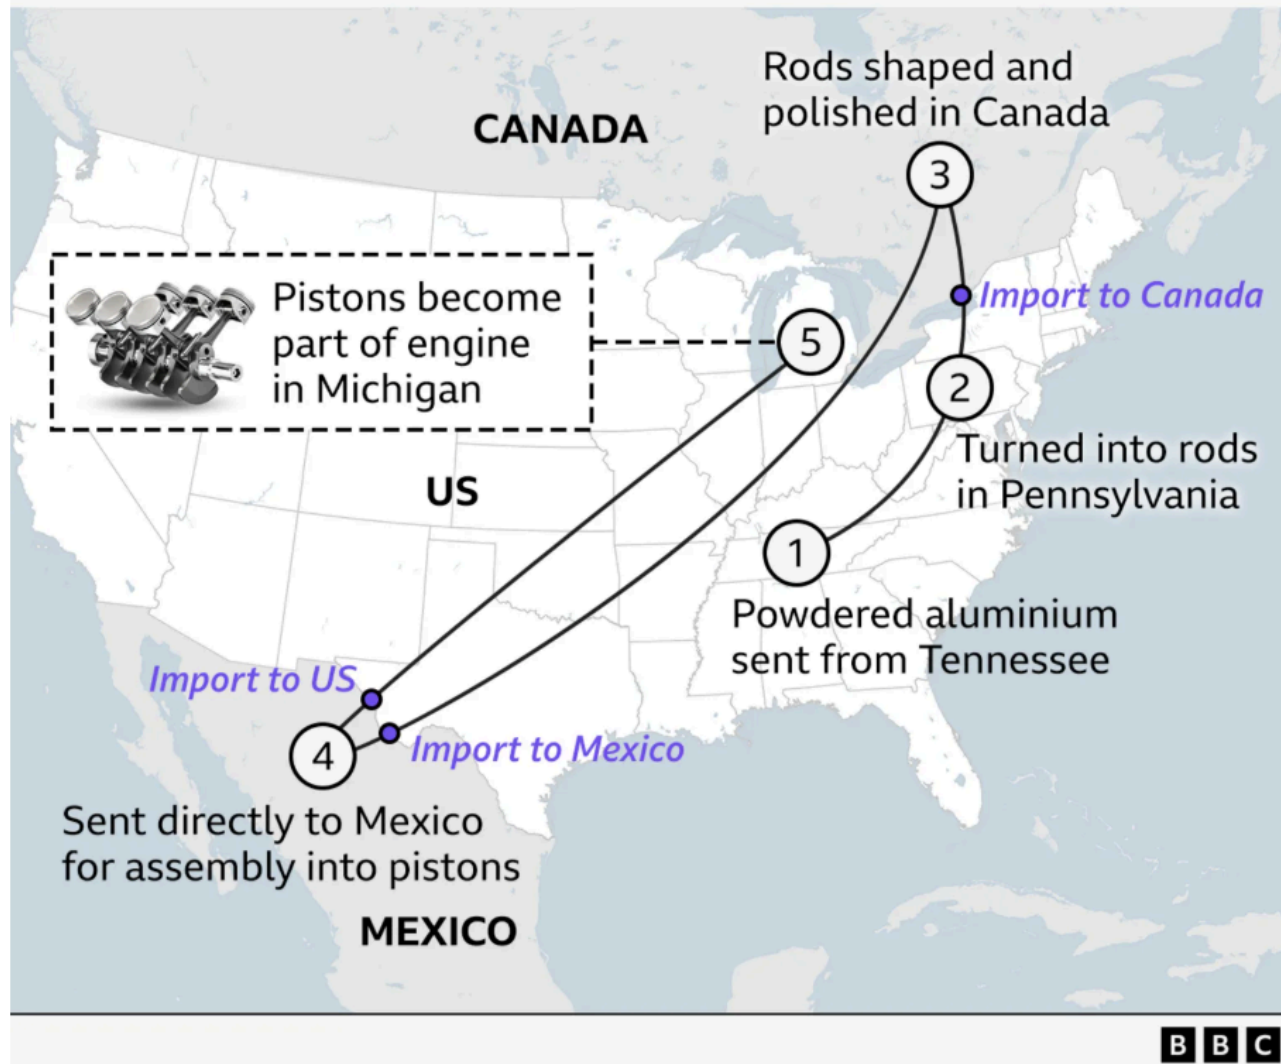 Rods shaped and
polished in Canada
CANADA
3
Import to Canada
Pistons become
part of engine
in Michigan
5
2
Turned into rods
in Pennsylvania
US
1
Powdered aluminium
sent from Tennessee
Import to US
4
Import to Mexico
Sent directly to Mexico
for assembly into pistons
MEXICO
BBC